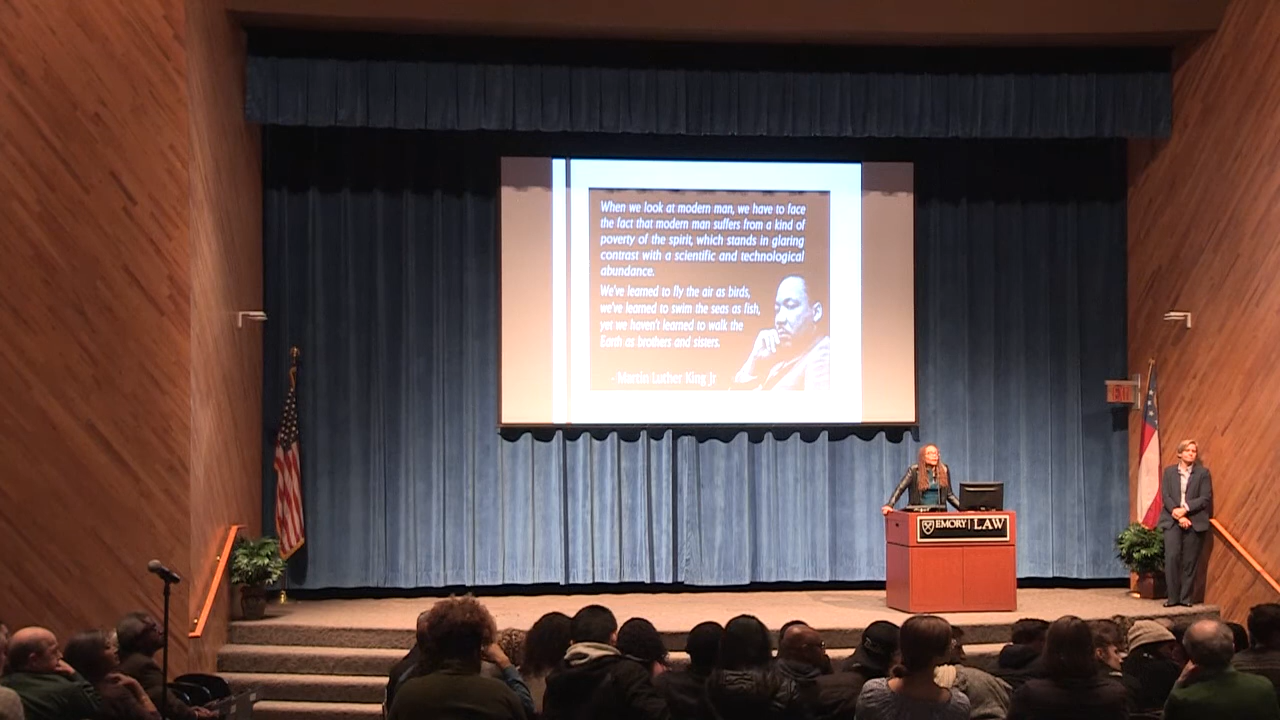 When we look at modern man, we have to face
the fact that modern man suffers from a kind of
poverty of the spirit, which stands in glaring
contrast with a scientific and technological
abundance.
We've learned to fly the air as birds,
we've learned to swim the seas as fish,
yet we haven't learned to walk the
Earth as brothers and sisters.
- Martin Luther King Jr
EMORY | LAW